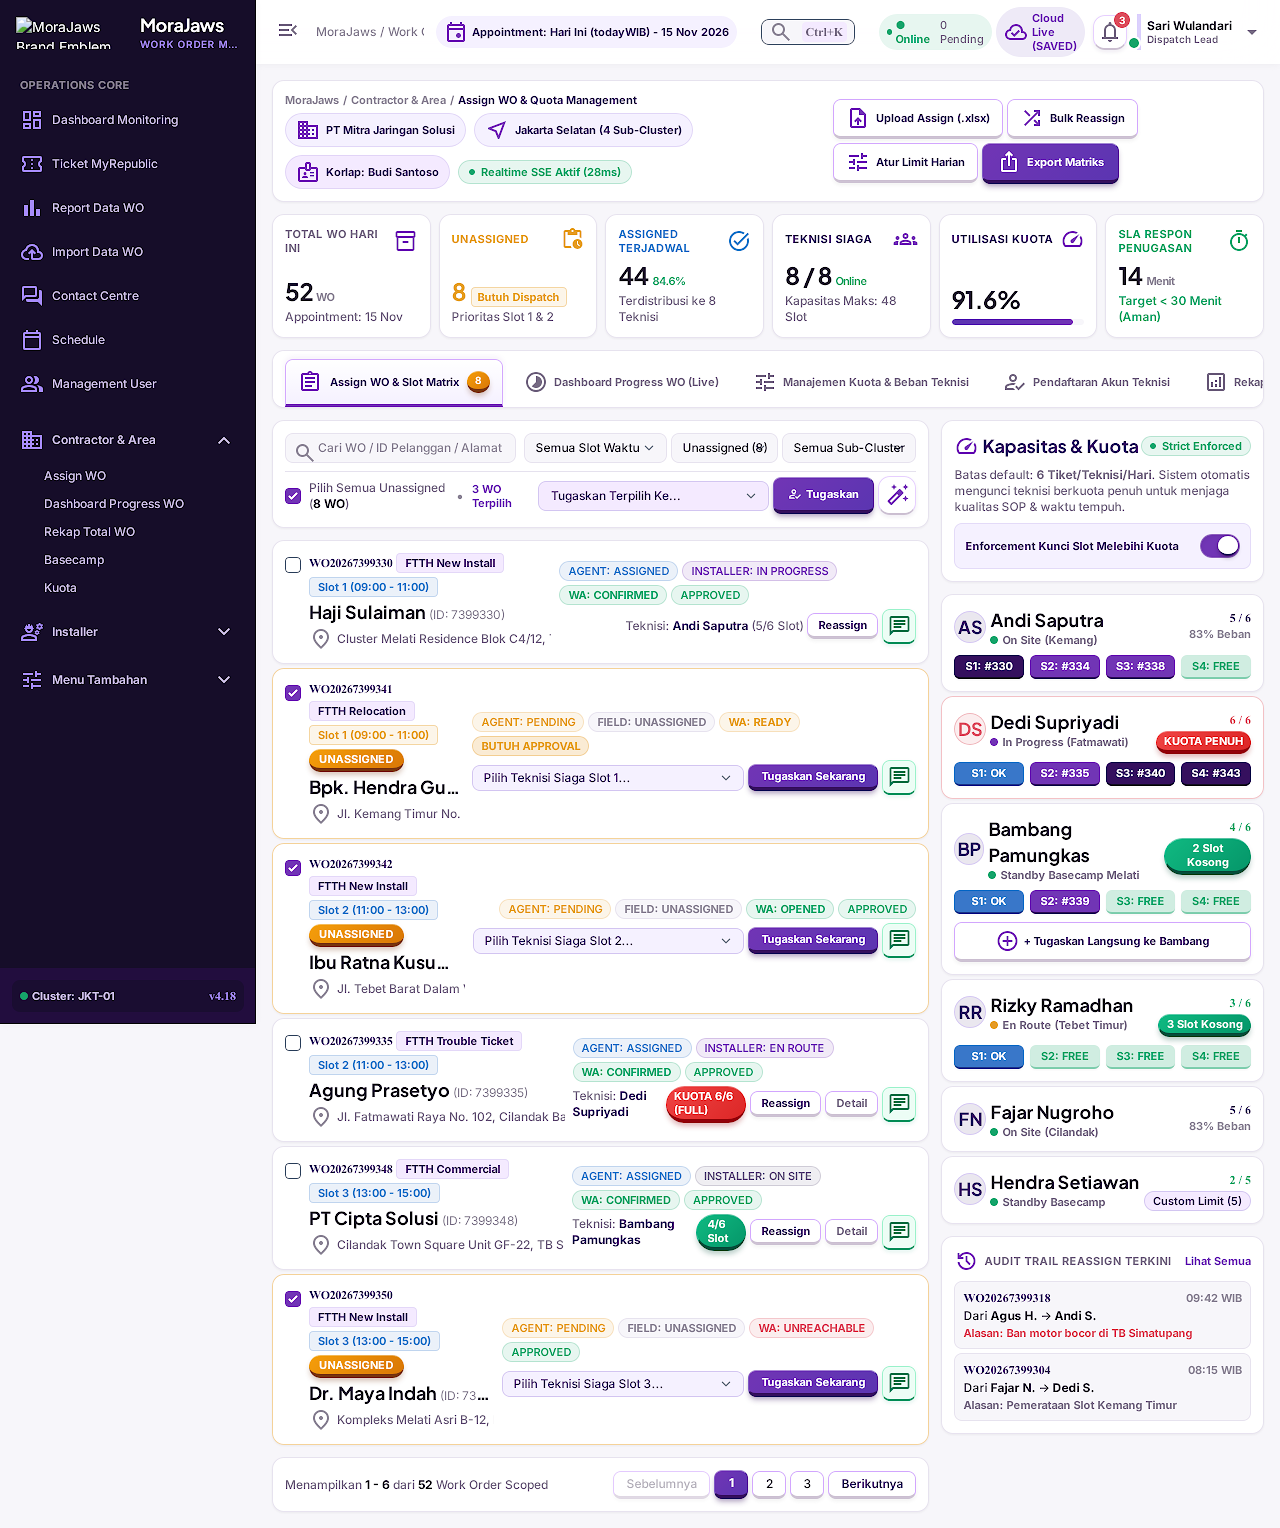 MoraJaws
Brand Emblem
MoraJaws
WORK ORDER M...
OPERATIONS CORE
Dashboard Monitoring
Ticket MyRepublic
Report Data WO
Import Data WO
Contact Centre
Schedule
Management User
Contractor & Area
Assign WO
Dashboard Progress WO
Rekap Total WO
Basecamp
Kuota
Installer
Menu Tambahan
Cluster: JKT-01
v4.18
MoraJaws / Work
Appointment: Hari Ini (todayWIB) - 15 Nov 2026
Ctrl+K
Online
0 Pending
Cloud Live (SAVED)
3
Sari Wulandari
Dispatch Lead
MoraJaws / Contractor & Area / Assign WO & Quota Management
PT Mitra Jaringan Solusi
Jakarta Selatan (4 Sub-Cluster)
Korlap: Budi Santoso
Realtime SSE Aktif (28ms)
Upload Assign (.xlsx)
Bulk Reassign
Atur Limit Harian
Export Matriks
TOTAL WO HARI INI
52 WO
Appointment: 15 Nov
UNASSIGNED
8 Butuh Dispatch
Prioritas Slot 1 & 2
ASSIGNED TERJADWAL
44 84.6%
Terdistribusi ke 8 Teknisi
TEKNISI SIAGA
8 / 8 Online
Kapasitas Maks: 48 Slot
UTILISASI KUOTA
91.6%
SLA RESPON PENUGASAN
14 Menit
Target < 30 Menit (Aman)
Assign WO & Slot Matrix 8
Dashboard Progress WO (Live)
Manajemen Kuota & Beban Teknisi
Pendaftaran Akun Teknisi
Rekap
Cari WO / ID Pelanggan / Alamat
Semua Slot Waktu
Unassigned (8)
Semua Sub-Cluster
Pilih Semua Unassigned (8 WO)
• 3 WO Terpilih
Tugaskan Terpilih Ke...
Tugaskan
WO20267399330 FTTH New Install
Slot 1 (09:00 - 11:00)
Haji Sulaiman (ID: 7399330)
Cluster Melati Residence Blok C4/12,
AGENT: ASSIGNED
INSTALLER: IN PROGRESS
WA: CONFIRMED
APPROVED
Teknisi: Andi Saputra (5/6 Slot)
Reassign
WO20267399341
FTTH Relocation
Slot 1 (09:00 - 11:00)
UNASSIGNED
Bpk. Hendra Gu...
Jl. Kemang Timur No.
AGENT: PENDING
FIELD: UNASSIGNED
WA: READY
BUTUH APPROVAL
Pilih Teknisi Siaga Slot 1...
Tugaskan Sekarang
WO20267399342
FTTH New Install
Slot 2 (11:00 - 13:00)
UNASSIGNED
Ibu Ratna Kusu...
Jl. Tebet Barat Dalam
AGENT: PENDING
FIELD: UNASSIGNED
WA: OPENED
APPROVED
Pilih Teknisi Siaga Slot 2...
Tugaskan Sekarang
WO20267399335 FTTH Trouble Ticket
Slot 2 (11:00 - 13:00)
Agung Prasetyo (ID: 7399335)
Jl. Fatmawati Raya No. 102, Cilandak Ba
AGENT: ASSIGNED
INSTALLER: EN ROUTE
WA: CONFIRMED
APPROVED
Teknisi: Dedi Supriyadi
KUOTA 6/6 (FULL)
Reassign
Detail
WO20267399348 FTTH Commercial
Slot 3 (13:00 - 15:00)
PT Cipta Solusi (ID: 7399348)
Cilandak Town Square Unit GF-22, TB S
AGENT: ASSIGNED
INSTALLER: ON SITE
WA: CONFIRMED
APPROVED
Teknisi: Bambang Pamungkas
4/6 Slot
Reassign
Detail
WO20267399350
FTTH New Install
Slot 3 (13:00 - 15:00)
UNASSIGNED
Dr. Maya Indah (ID: 73...
Kompleks Melati Asri B-12,
AGENT: PENDING
FIELD: UNASSIGNED
WA: UNREACHABLE
APPROVED
Pilih Teknisi Siaga Slot 3...
Tugaskan Sekarang
Menampilkan 1 - 6 dari 52 Work Order Scoped
Sebelumnya
1
2
3
Berikutnya
Kapasitas & Kuota
Strict Enforced
Batas default: 6 Tiket/Teknisi/Hari. Sistem otomatis
mengunci teknisi berkuota penuh untuk menjaga
kualitas SOP & waktu tempuh.
Enforcement Kunci Slot Melebihi Kuota
AS
Andi Saputra
On Site (Kemang)
5 / 6
83% Beban
S1: #330
S2: #334
S3: #338
S4: FREE
DS
Dedi Supriyadi
In Progress (Fatmawati)
6 / 6
KUOTA PENUH
S1: OK
S2: #335
S3: #340
S4: #343
BP
Bambang Pamungkas
Standby Basecamp Melati
4 / 6
2 Slot Kosong
S1: OK
S2: #339
S3: FREE
S4: FREE
+ Tugaskan Langsung ke Bambang
RR
Rizky Ramadhan
En Route (Tebet Timur)
3 / 6
3 Slot Kosong
S1: OK
S2: FREE
S3: FREE
S4: FREE
FN
Fajar Nugroho
On Site (Cilandak)
5 / 6
83% Beban
HS
Hendra Setiawan
Standby Basecamp
2 / 5
Custom Limit (5)
AUDIT TRAIL REASSIGN TERKINI
Lihat Semua
WO20267399318
09:42 WIB
Dari Agus H. → Andi S.
Alasan: Ban motor bocor di TB Simatupang
WO20267399304
08:15 WIB
Dari Fajar N. → Dedi S.
Alasan: Pemerataan Slot Kemang Timur